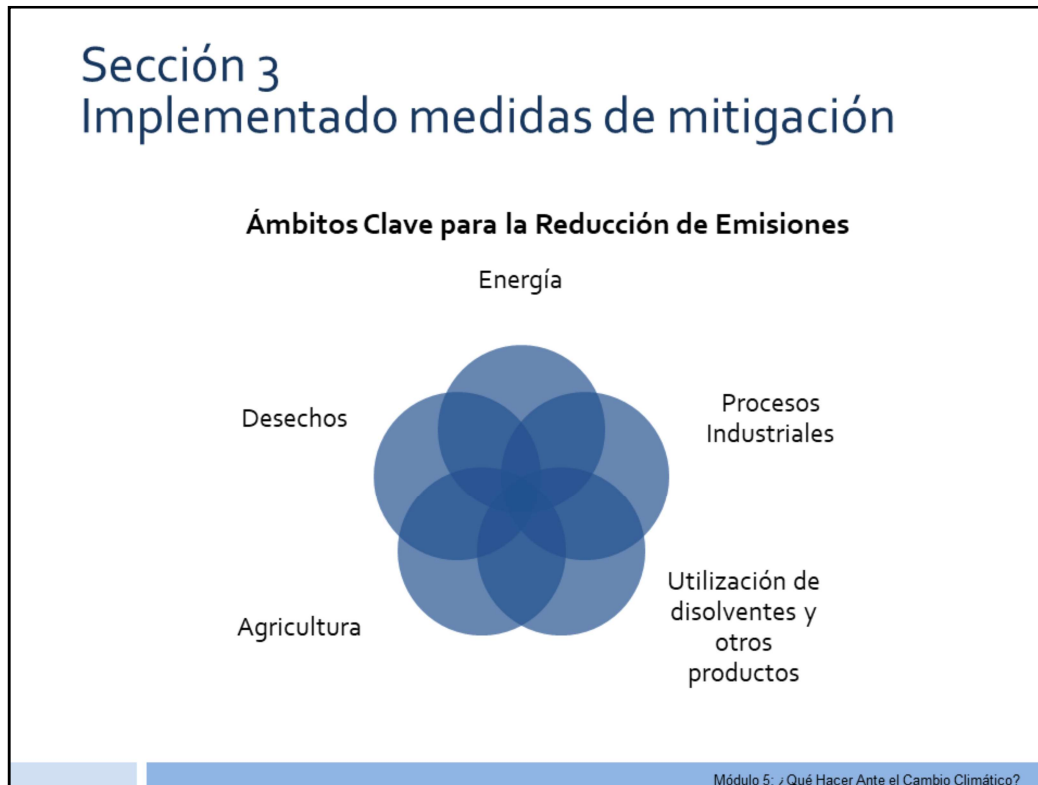 Sección 3
Implementado medidas de mitigación
Ámbitos Clave para la Reducción de Emisiones
Energía
Desechos
Procesos
Industriales
Agricultura
Utilización de
disolventes y
otros
productos
Módulo 5: ¿Qué Hacer Ante el Cambio Climático?